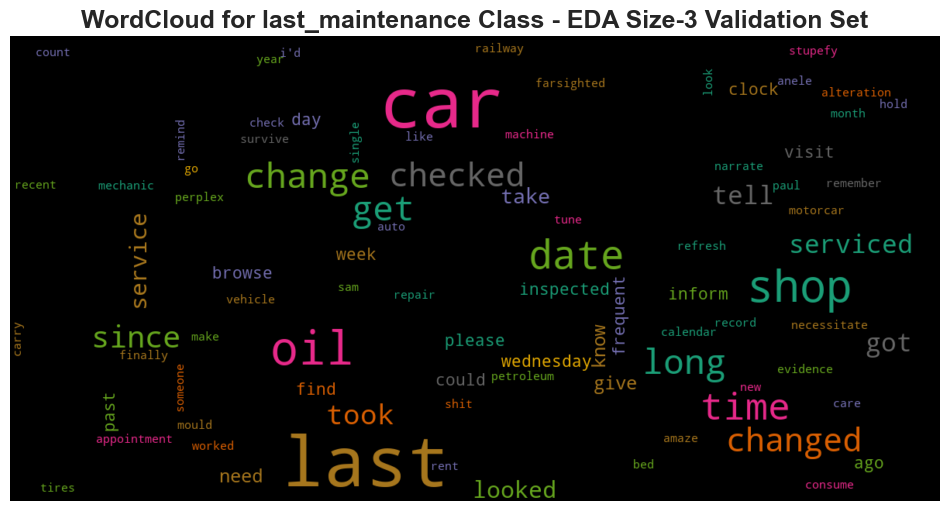 WordCloud for last_maintenance Class - EDA Size-3 Validation Set
count
year
i'd
railway
stupefy
car
farsighted
look
clock
anele
alteration
hold
month
remind
check
day
survive
single
like
machine
visit
narrate
go
recent
mechanic
perplex
change
checked
get
take
tell
paul
remember
motorcar
auto
tune
service
week
date
refresh
serviced
browse
sam
vehicle
repair
inspected
frequent
inform
shop
since
make
finally
carry
oil
please
know
calendar
record
necessitate
got
wednesday
long
could
petroleum
give
evidence
find
someone
past
mould
took
shit
new
time
care
appointment
worked
changed
amaze
last
rent
need
looked
bed
ago
consume
tires